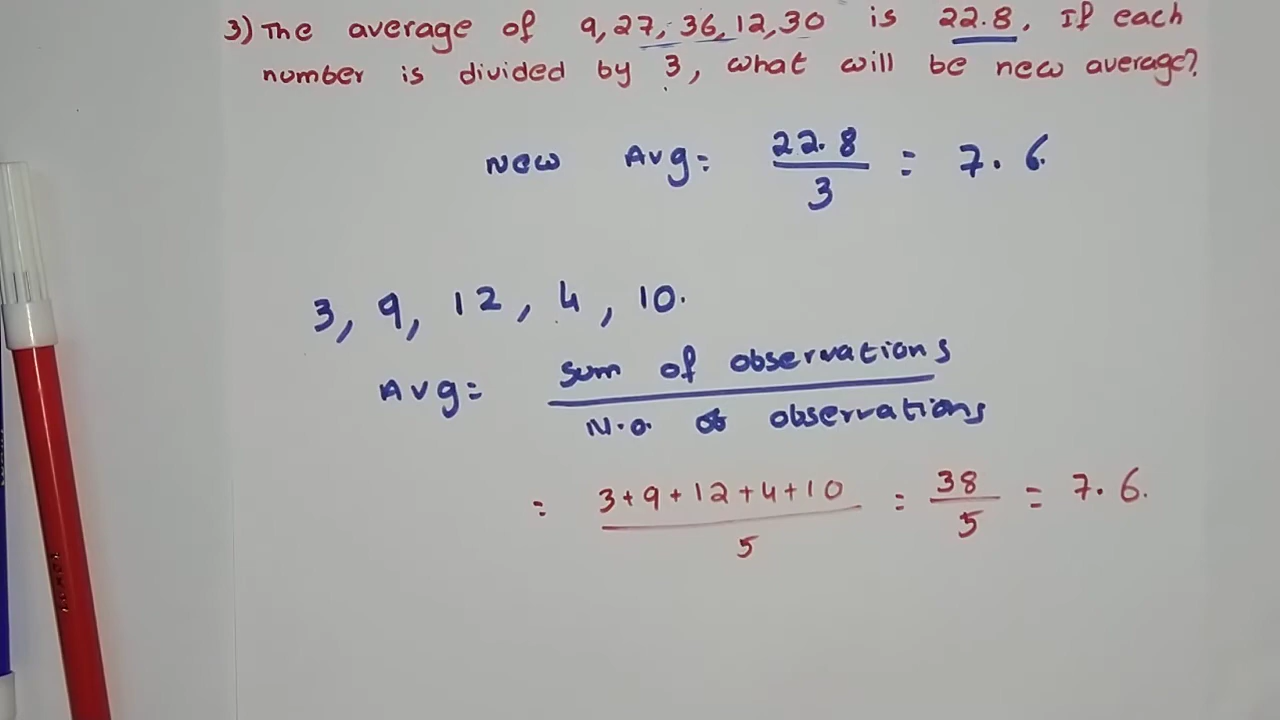 3) The average of 9, 27, 36, 12, 30 is 22.8. If each
number is divided by 3, what will be new average?
New Avg = 22.8/3 = 7.6.
3, 9, 12, 4, 10.
Avg = Sum of observations / N.o. of observations
= 3+9+12+4+10 / 5 = 38/5 = 7.6.